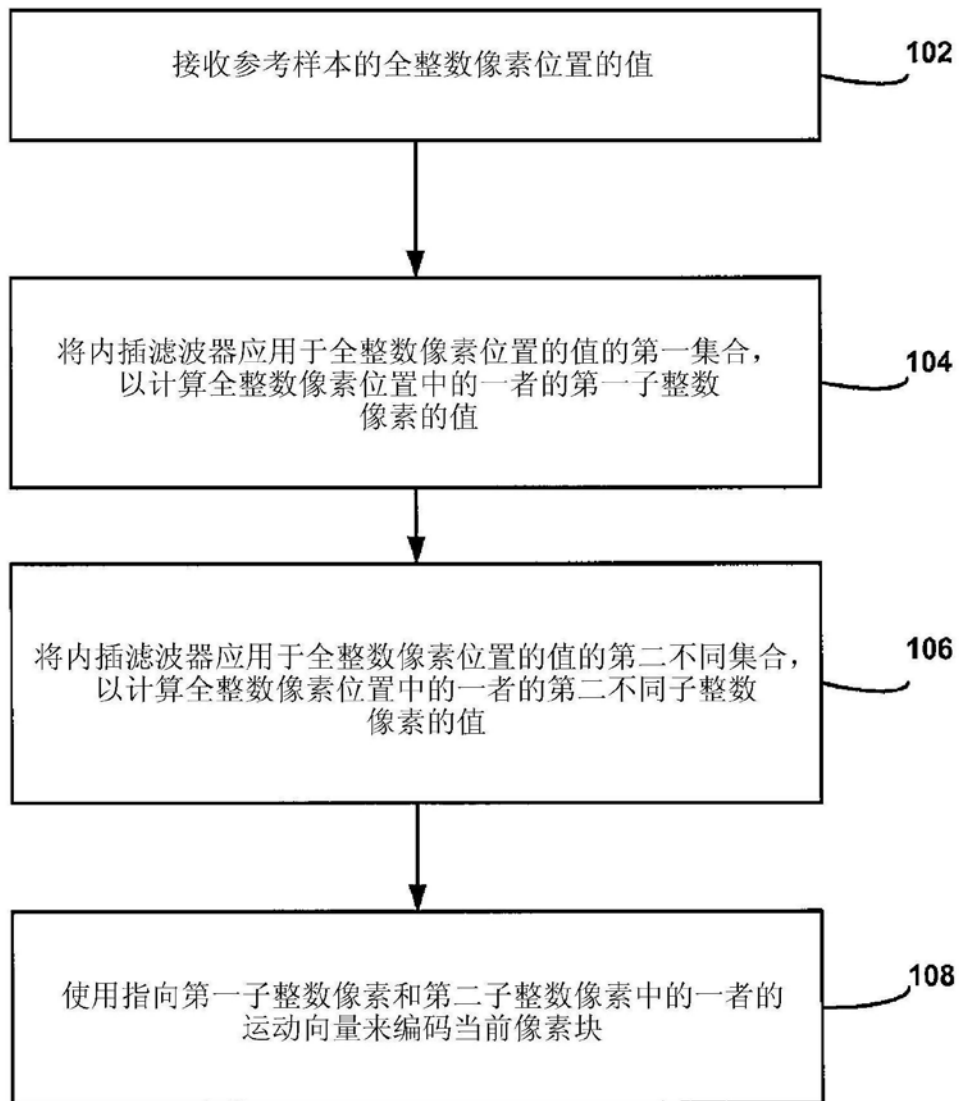 接收参考样本的全整数像素位置的值
102
将内插滤波器应用于全整数像素位置的值的第一集合，
以计算全整数像素位置中的一者的第一子整数
像素的值
104
将内插滤波器应用于全整数像素位置的值的第二不同集合，
以计算全整数像素位置中的一者的第二不同子整数
像素的值
106
使用指向第一子整数像素和第二子整数像素中的一者的
运动向量来编码当前像素块
108